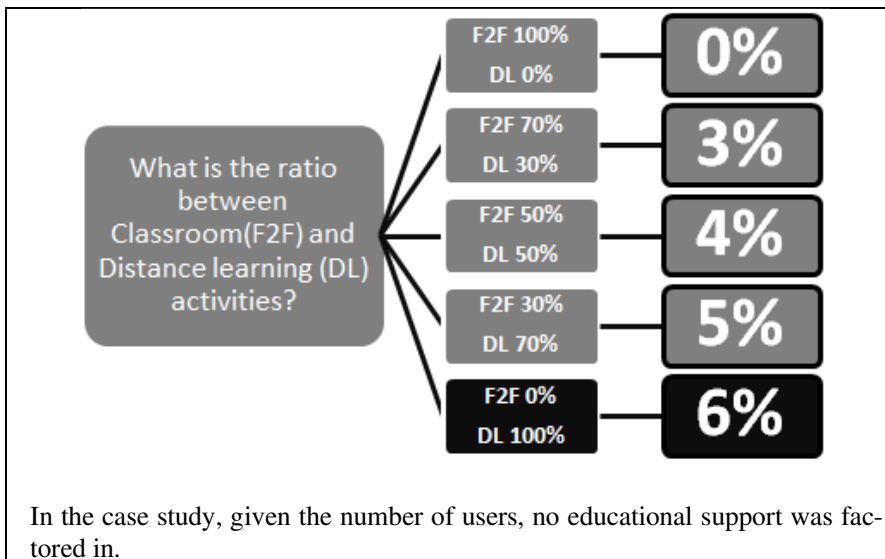 What is the ratio
between
Classroom(F2F) and
Distance learning (DL)
activities?
F2F 100%
DL 0%
0%
F2F 70%
DL 30%
3%
F2F 50%
DL 50%
4%
F2F 30%
DL 70%
5%
F2F 0%
DL 100%
6%
In the case study, given the number of users, no educational support was fac-
tored in.